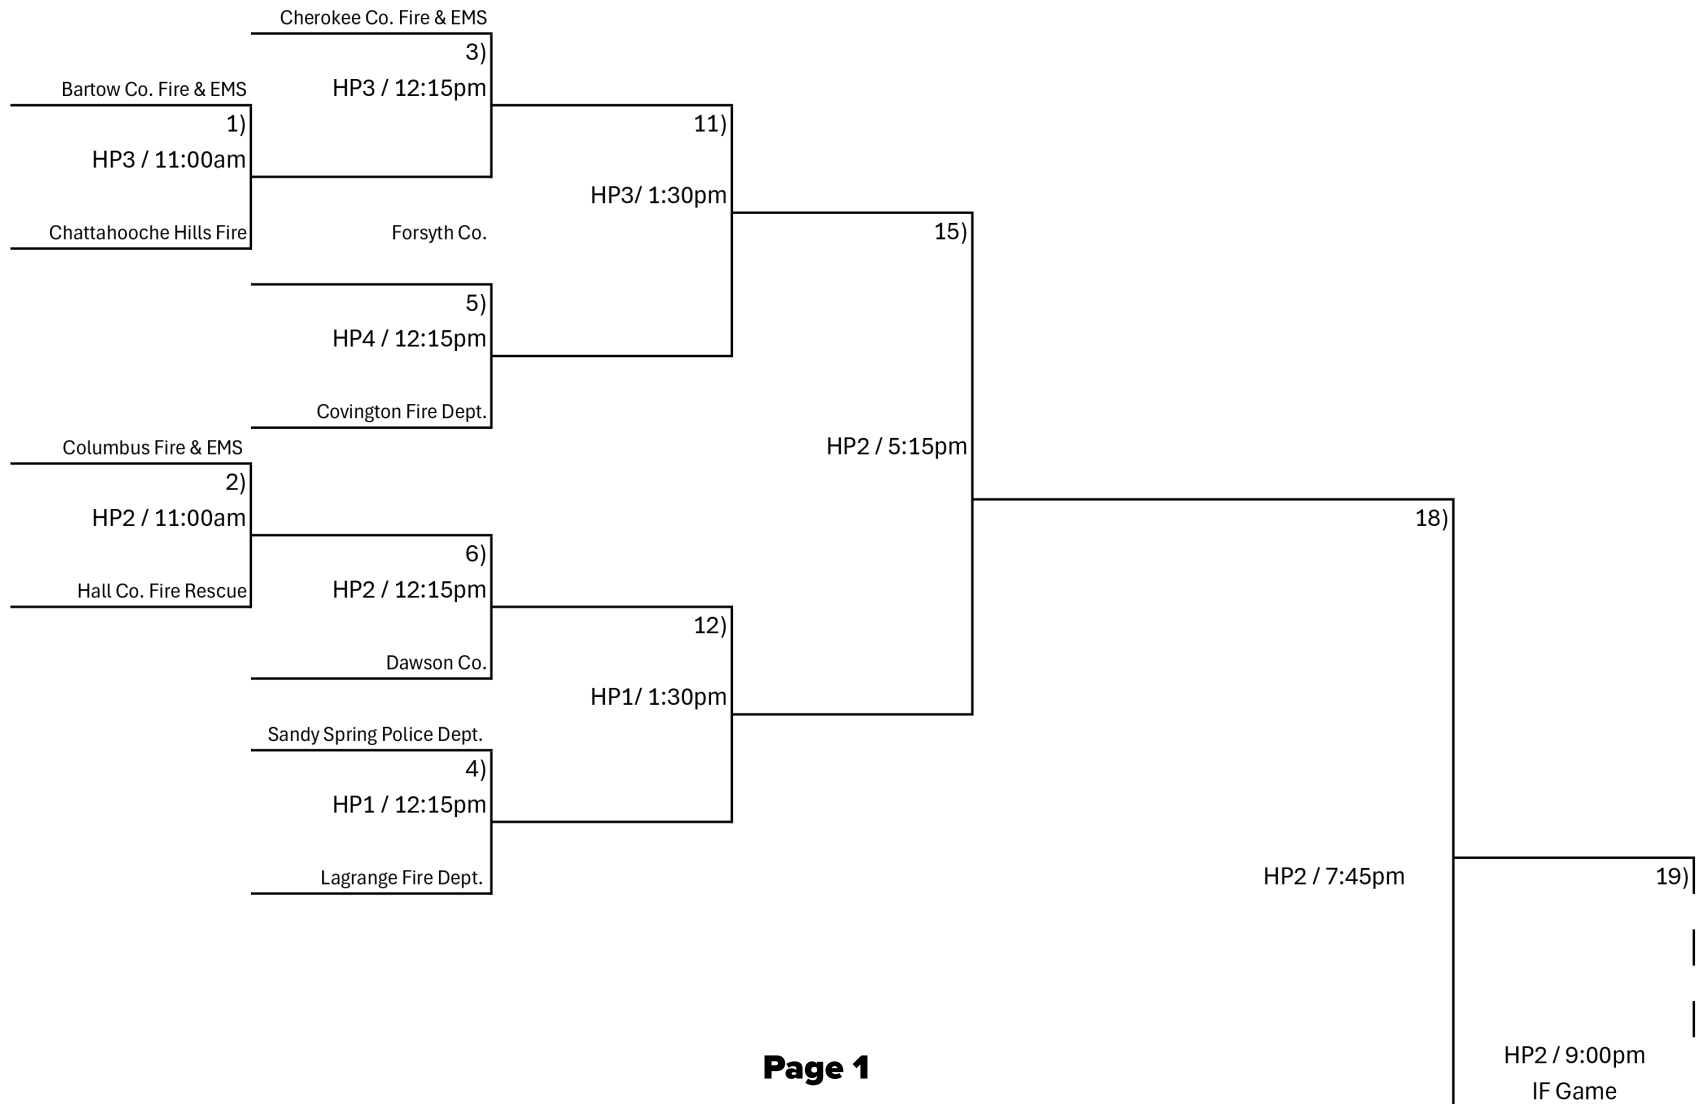 Cherokee Co. Fire & EMS
3)
HP3 / 12:15pm
Bartow Co. Fire & EMS
1)
HP3 / 11:00am
Chattahooche Hills Fire
11)
HP3/ 1:30pm
Forsyth Co.
5)
HP4 / 12:15pm
Covington Fire Dept.
15)
HP2 / 5:15pm
Columbus Fire & EMS
2)
HP2 / 11:00am
Hall Co. Fire Rescue
6)
HP2 / 12:15pm
Dawson Co.
12)
HP1/ 1:30pm
Sandy Spring Police Dept.
4)
HP1 / 12:15pm
Lagrange Fire Dept.
18)
HP2 / 7:45pm
19)
HP2 / 9:00pm
IF Game
Page 1